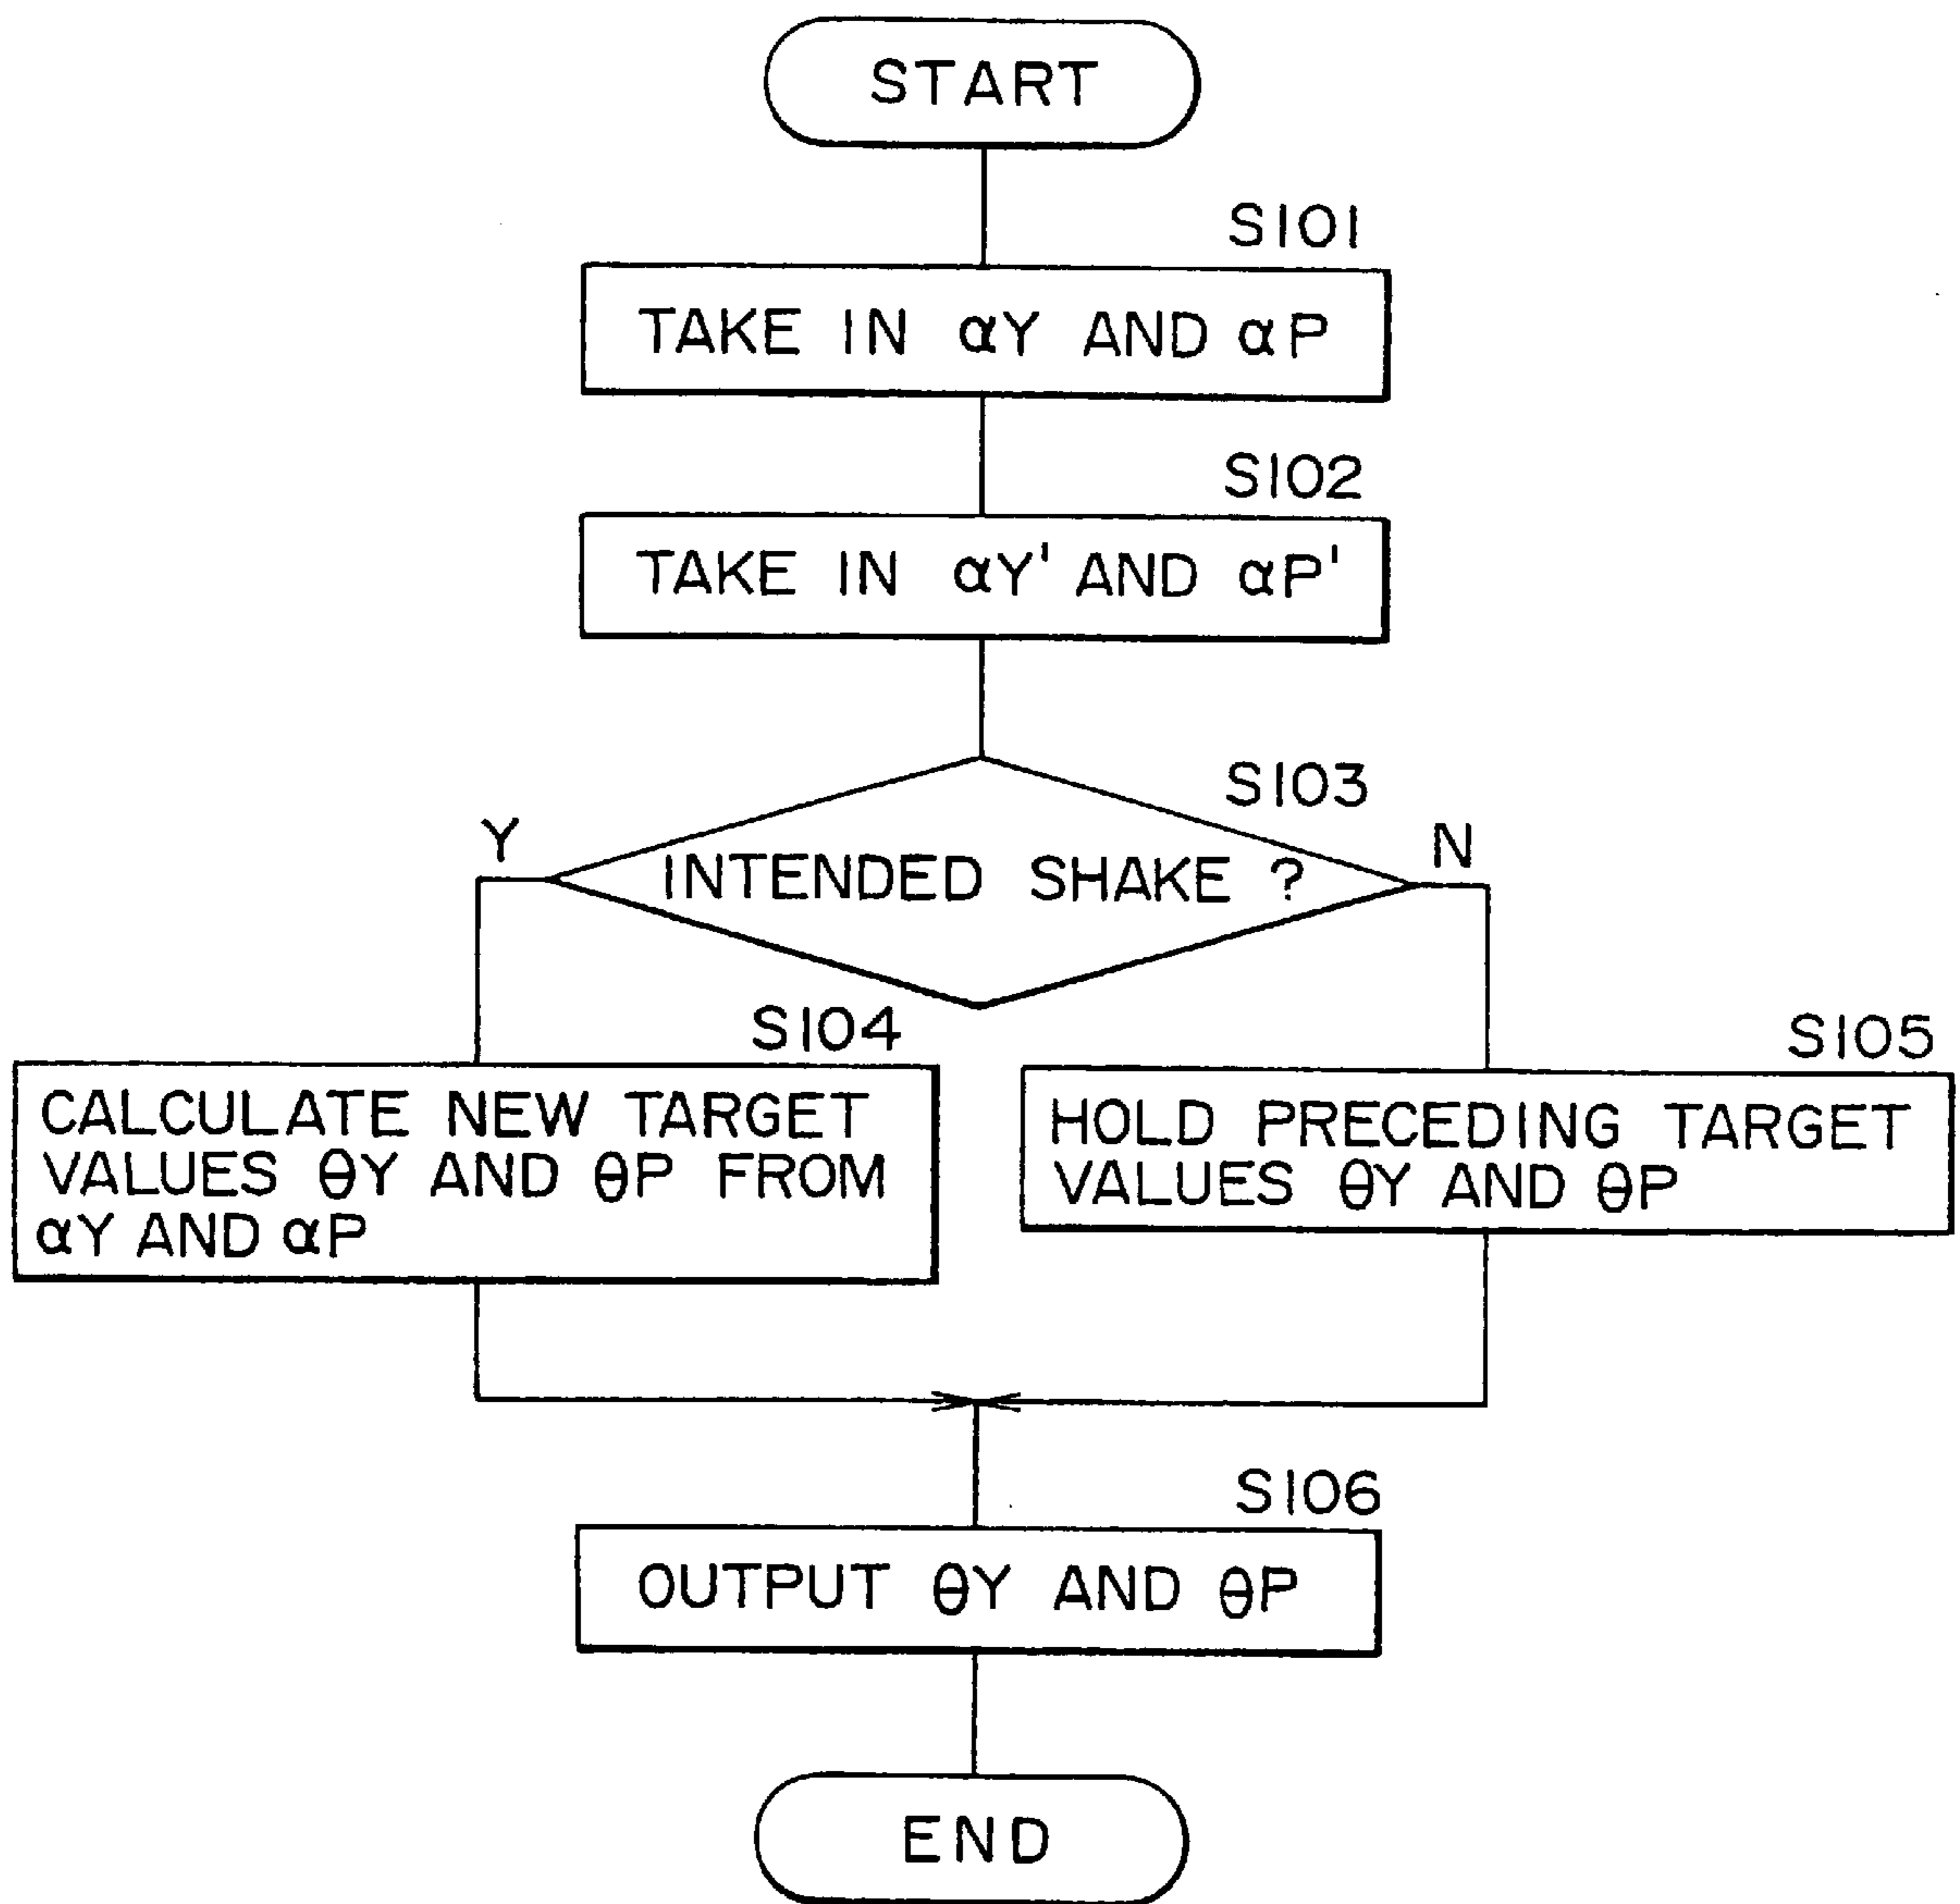 START
S101
TAKE IN αY AND αP
S102
TAKE IN αY' AND αP'
S103
Y
N
INTENDED SHAKE ?
S104
CALCULATE NEW TARGET
VALUES θY AND θP FROM
αY AND αP
S105
HOLD PRECEDING TARGET
VALUES θY AND θP
S106
OUTPUT θY AND θP
END